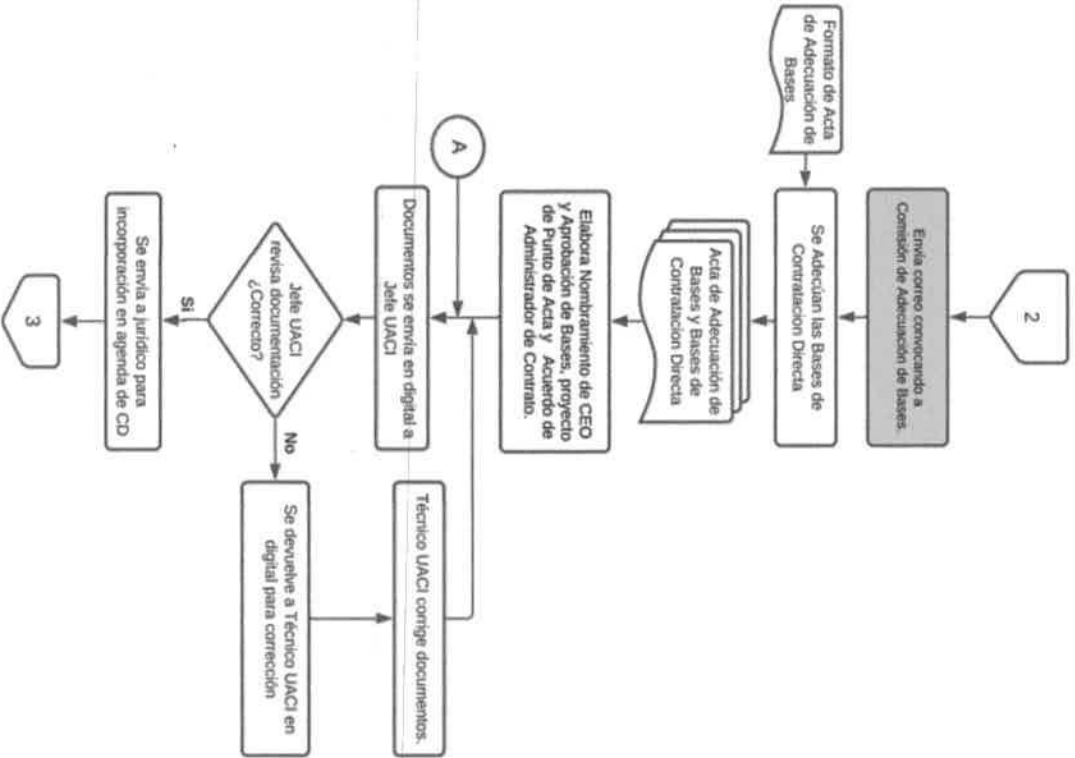 2
Envía correo convocando a
Comisión de Adecuación de Bases.
Formato de Acta
de Adecuación de
Bases
Se Adecúan las Bases de
Contratacion Directa
Acta de Adecuación de
Bases y Bases de
Contratacion Directa
Elabora Nombramiento de CEO
y Aprobación de Bases, proyecto
de Punto de Acta y Acuerdo de
Administrador de Contrato.
A
Documentos se envía en digital a
Jefe UACI
Técnico UACI corrige documentos.
Jefe UACI
revisa documentación
¿Correcto?
No
Se devuelve a Técnico UACI en
digital para corrección
Si
Se envía a jurídico para
incorporación en agenda de CD
3